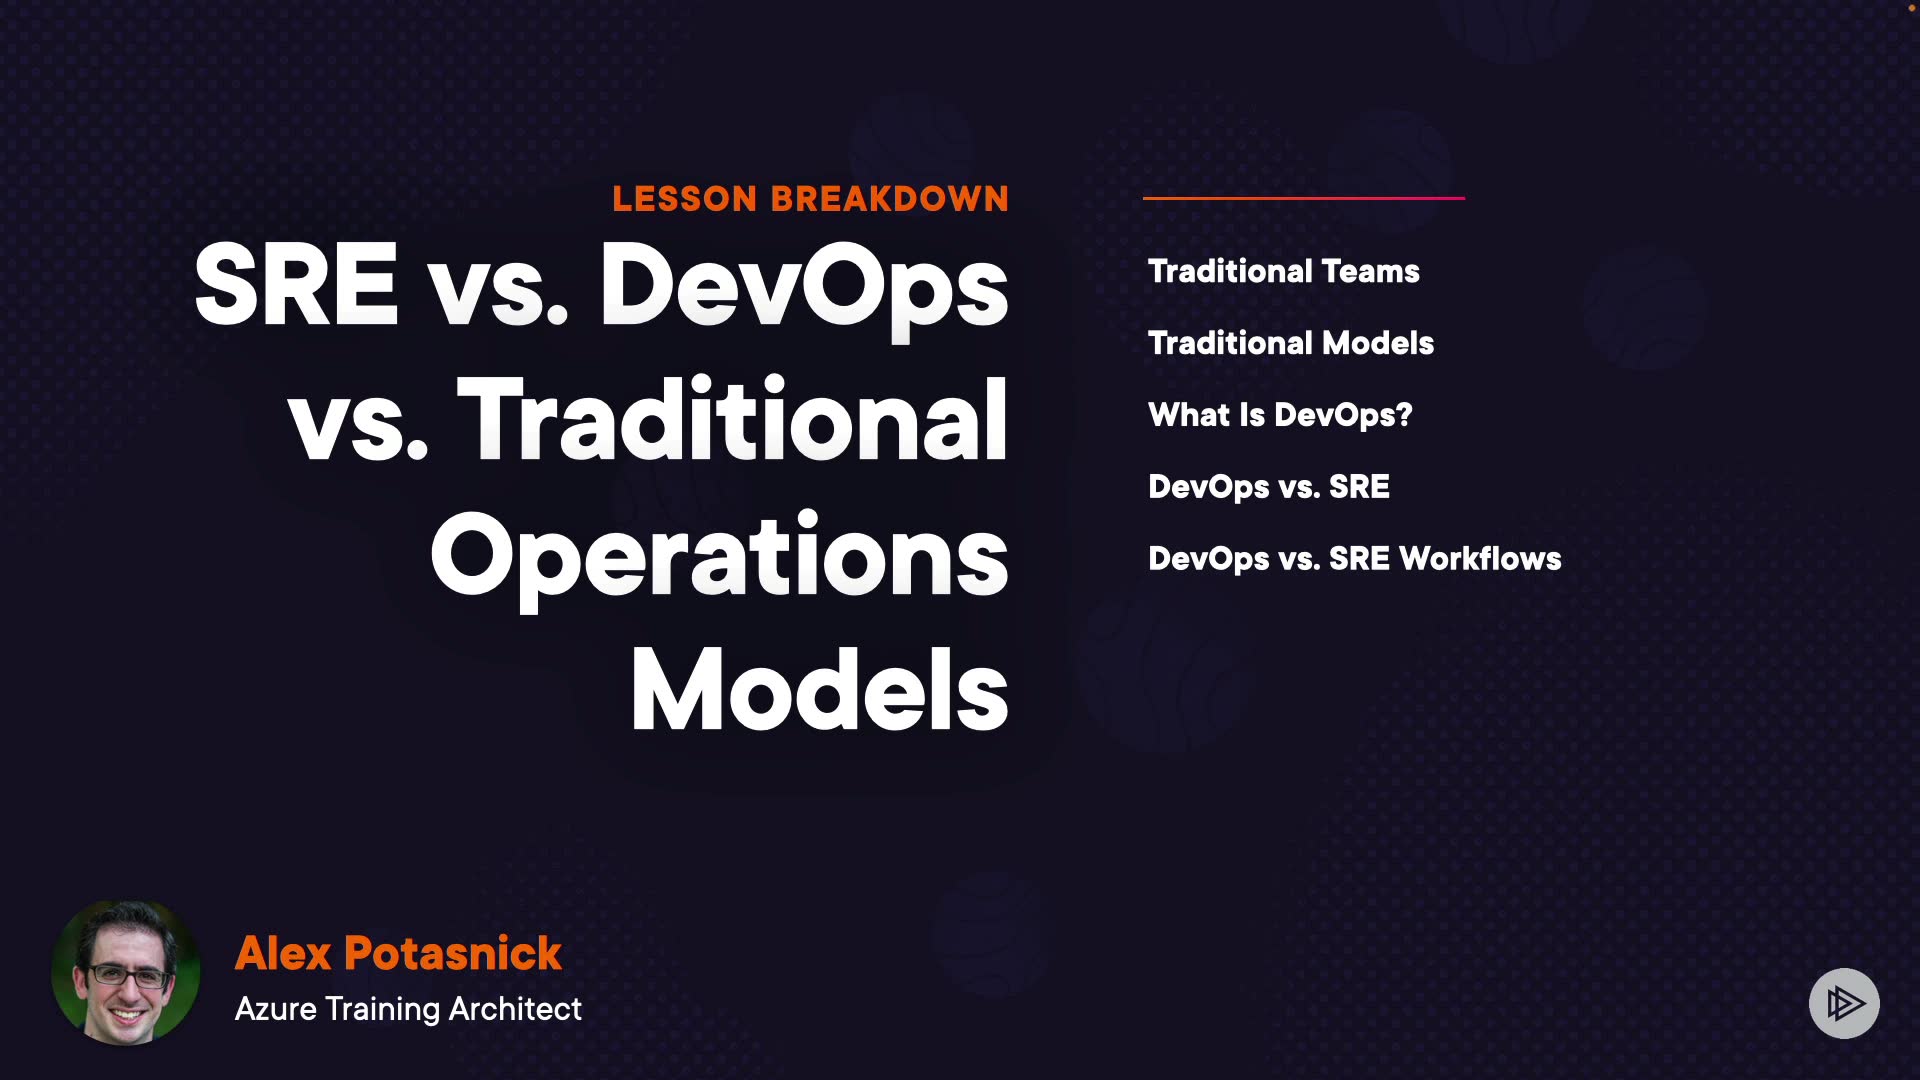 LESSON BREAKDOWN
SRE vs. DevOps
vs. Traditional
Operations
Models
Traditional Teams
Traditional Models
What Is DevOps?
DevOps vs. SRE
DevOps vs. SRE Workflows
Alex Potasnick
Azure Training Architect